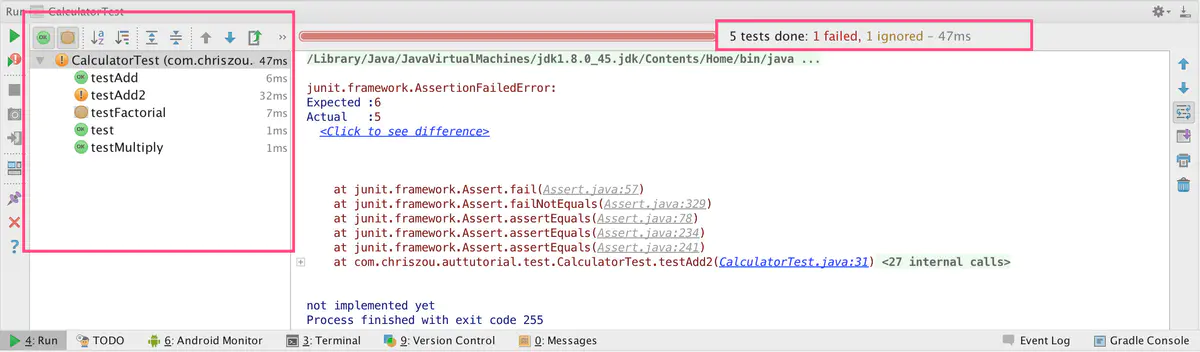 Run CalculatorTest
5 tests done: 1 failed, 1 ignored – 47ms
CalculatorTest (com.chriszou. 47ms
OK testAdd 6ms
testAdd2 32ms
testFactorial 7ms
OK test 1ms
OK testMultiply 1ms
/Library/Java/JavaVirtualMachines/jdk1.8.0_45.jdk/Contents/Home/bin/java ...
junit.framework.AssertionFailedError:
Expected :6
Actual   :5
<Click to see difference>
at junit.framework.Assert.fail(Assert.java:57)
at junit.framework.Assert.failNotEquals(Assert.java:329)
at junit.framework.Assert.assertEquals(Assert.java:78)
at junit.framework.Assert.assertEquals(Assert.java:234)
at junit.framework.Assert.assertEquals(Assert.java:241)
at com.chriszou.auttutorial.test.CalculatorTest.testAdd2(CalculatorTest.java:31) <27 internal calls>
not implemented yet
Process finished with exit code 255
4: Run TODO 6: Android Monitor 3: Terminal 9: Version Control 0: Messages Event Log Gradle Console